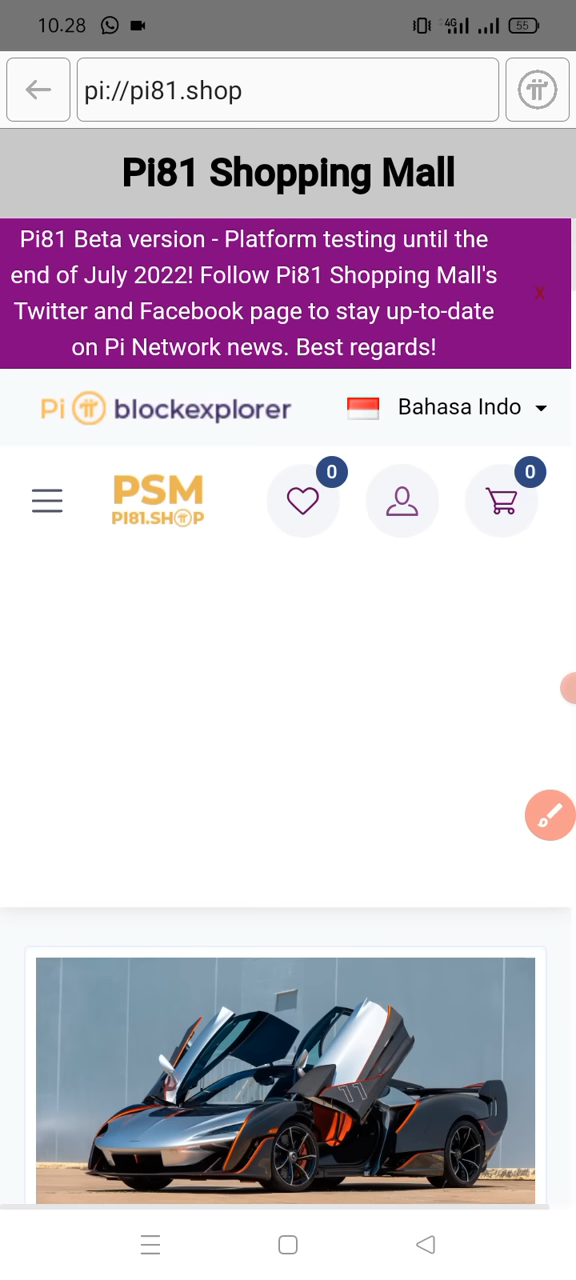 10.28
4G
55
pi://pi81.shop
Pi81 Shopping Mall
Pi81 Beta version - Platform testing until the
end of July 2022! Follow Pi81 Shopping Mall's
Twitter and Facebook page to stay up-to-date
on Pi Network news. Best regards!
X
Pi blockexplorer
Bahasa Indo
PSM
PI81.SHOP
0
0
11